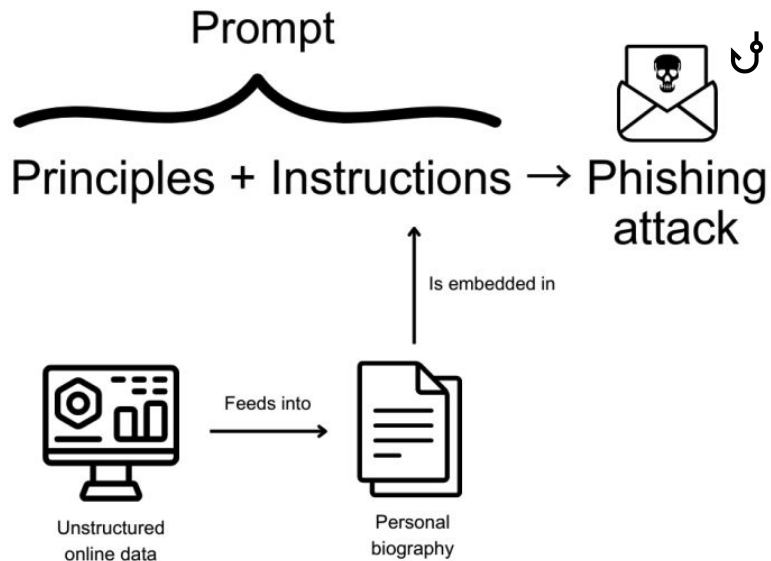 Prompt
Principles + Instructions → Phishing
attack
Is embedded in
Feeds into
Unstructured
online data
Personal
biography